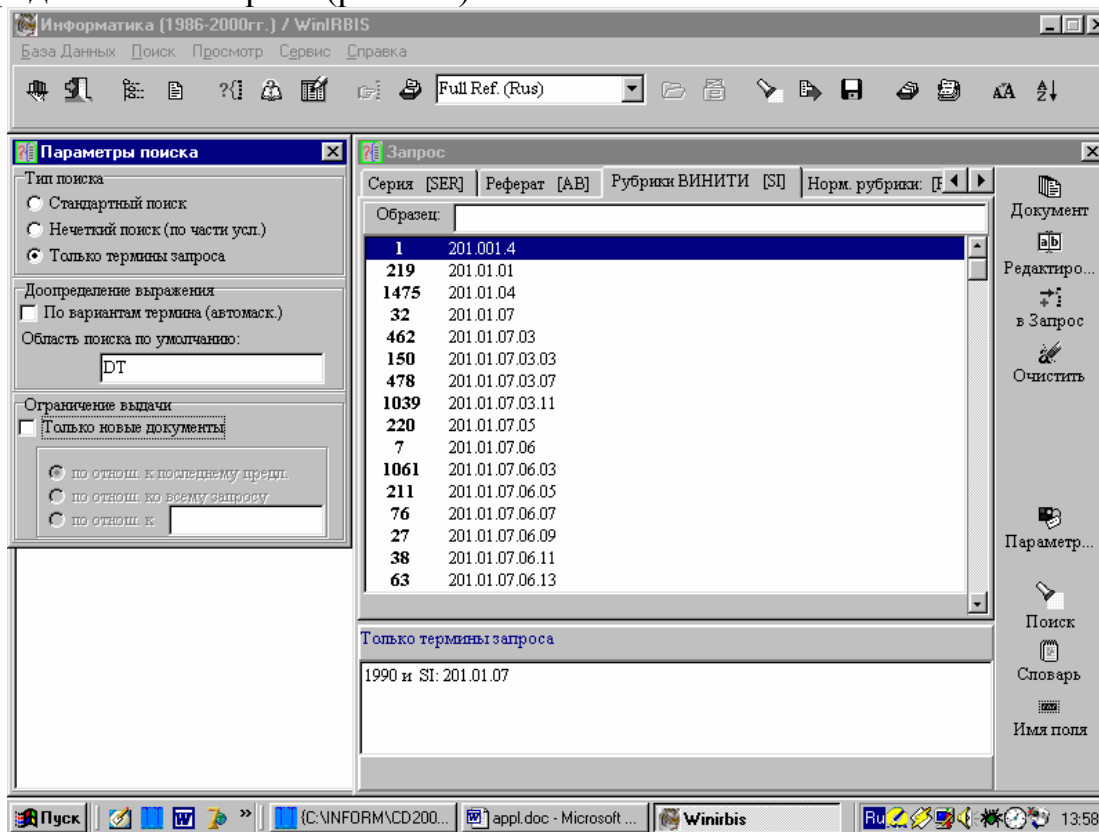 Информатика (1986-2000гг.) / WinIRBIS
База Данных Поиск Просмотр Сервис Справка
Full Ref. (Rus)
Параметры поиска
Тип поиска
Стандартный поиск
Нечеткий поиск (по части усл.)
Только термины запроса
Доопределение выражения
По вариантам термина (автомаск.)
Область поиска по умолчанию:
DT
Ограничение выдачи
Только новые документы
по отнош. к последнему предл.
по отнош. ко всему запросу
по отнош. к
Запрос
Серия [SER] Реферат [AB] Рубрики ВИНИТИ [SI] Норм. рубрики:
Образец:
1 201.001.4
219 201.01.01
1475 201.01.04
32 201.01.07
462 201.01.07.03
150 201.01.07.03.03
478 201.01.07.03.07
1039 201.01.07.03.11
220 201.01.07.05
7 201.01.07.06
1061 201.01.07.06.03
211 201.01.07.06.05
76 201.01.07.06.07
27 201.01.07.06.09
38 201.01.07.06.11
63 201.01.07.06.13
Только термины запроса
1990 и SI: 201.01.07
Документ
Редактиро...
в Запрос
Очистить
Параметр...
Поиск
Словарь
Имя поля
Пуск
(C:\INFORM\CD200...
appl.doc - Microsoft ...
Winirbis
Ru
13:58